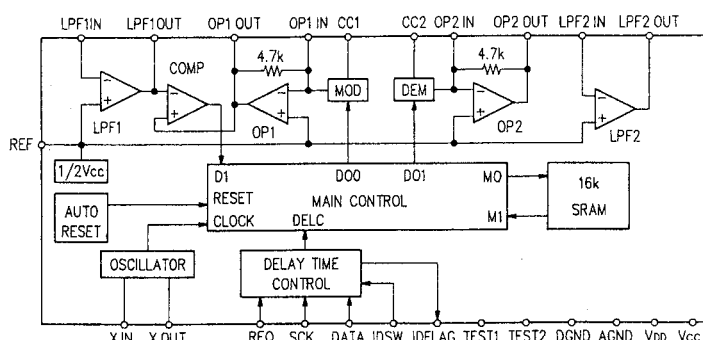 LPF1IN LPF1OUT OP1 OUT OP1 IN CC1 CC2 OP2 IN OP2 OUT LPF2 IN LPF2 OUT
4.7k 4.7k
COMP
MOD DEM
LPF1 OP1 OP2 LPF2
REF
1/2Vcc
D1 DO0 DO1 MO
RESET MAIN CONTROL
CLOCK DELC M1
16k
SRAM
AUTO
RESET
OSCILLATOR
DELAY TIME
CONTROL
X IN X OUT REQ SCK DATA IDSW IDFLAG TEST1 TEST2 DGND AGND VDD Vcc